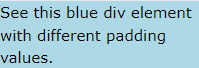 See this blue div element
with different padding
values.